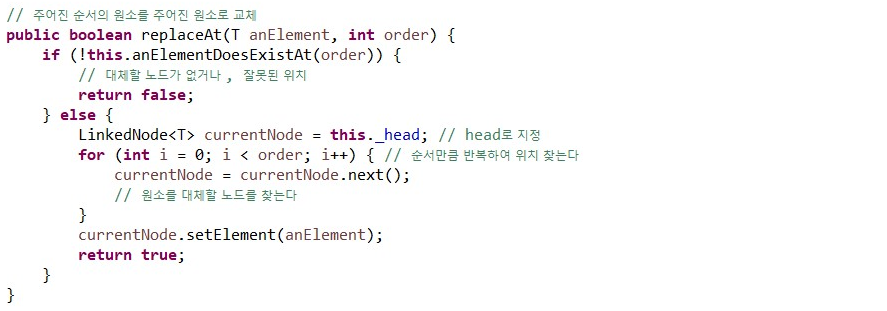 // 주어진 순서의 원소를 주어진 원소로 교체
public boolean replaceAt(T anElement, int order) {
    if (!this.anElementDoesExistAt(order)) {
        // 대체할 노드가 없거나 , 잘못된 위치
        return false;
    } else {
        LinkedNode<T> currentNode = this._head; // head로 지정
        for (int i = 0; i < order; i++) { // 순서만큼 반복하여 위치 찾는다
            currentNode = currentNode.next();
            // 원소를 대체할 노드를 찾는다
        }
        currentNode.setElement(anElement);
        return true;
    }
}